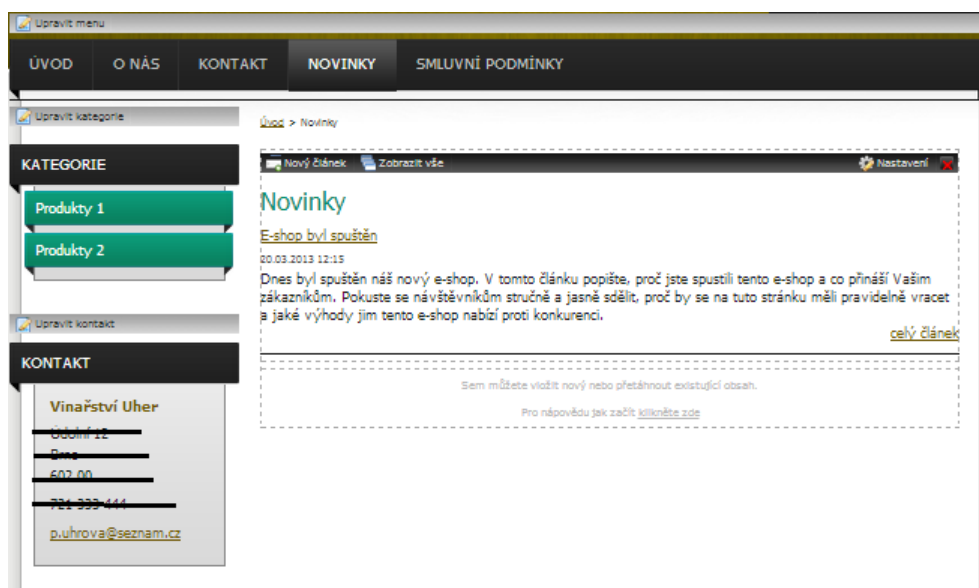 Upravit menu
ÚVOD O NÁS KONTAKT NOVINKY SMLUVNÍ PODMÍNKY
Upravit kategorie
KATEGORIE
Produkty 1
Produkty 2
Upravit kontakt
KONTAKT
Vinařství Uher
p.uhrova@seznam.cz
Úvod > Novinky
Nový článek Zobrazit vše Nastavení
Novinky
E-shop byl spuštěn
20.03.2013 12:15
Dnes byl spuštěn náš nový e-shop. V tomto článku popište, proč jste spustili tento e-shop a co přináší Vašim
zákazníkům. Pokuste se návštěvníkům stručně a jasně sdělit, proč by se na tuto stránku měli pravidelně vracet
a jaké výhody jim tento e-shop nabízí proti konkurenci.
celý článek
Sem můžete vložit nový nebo přetáhnout existující obsah.
Pro nápovědu jak začít klikněte zde